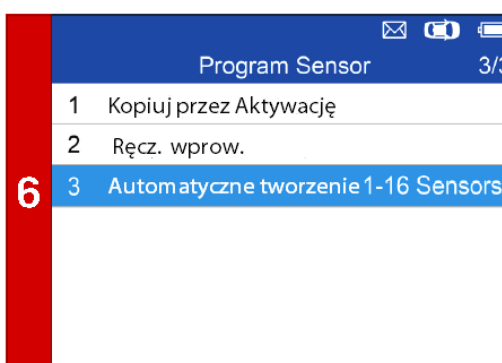 Program Sensor 3/3
1 Kopiuj przez Aktywację
2 Ręcz. wprow.
6
3 Automatyczne tworzenie 1-16 Sensors